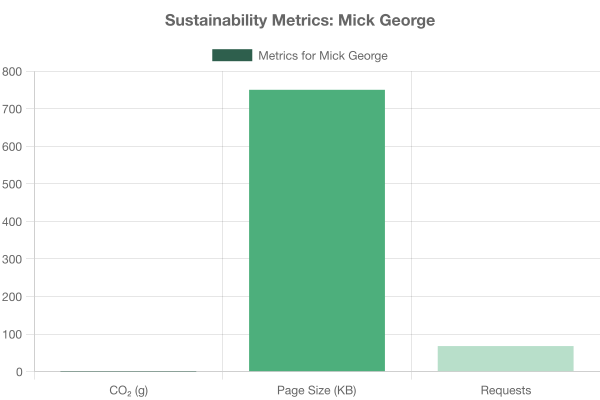 Sustainability Metrics: Mick George
Metrics for Mick George
800
700
600
500
400
300
200
100
0
CO₂ (g)
Page Size (KB)
Requests